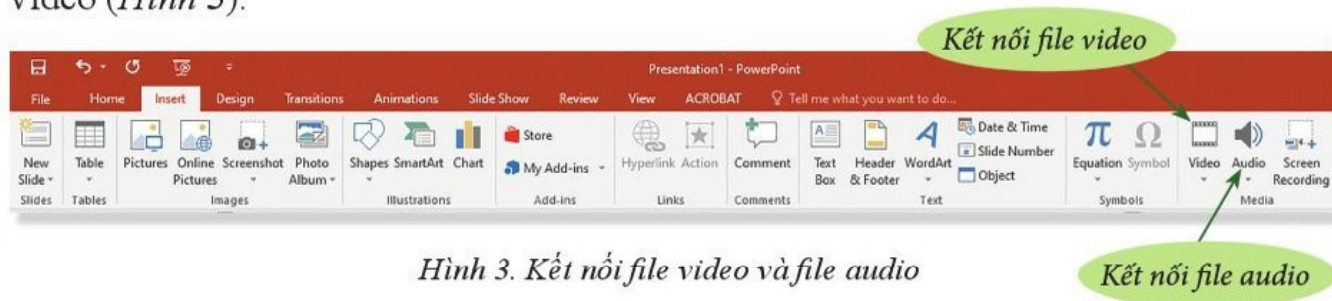 Video (Hình 3).
Kết nối file video
Presentation1 - PowerPoint
File Home Insert Design Transitions Animations Slide Show Review View ACROBAT Tell me what you want to do...
New Slide Table Pictures Online Pictures Screenshot Photo Album Shapes SmartArt Chart Store My Add-ins Hyperlink Action Comment Text Box Header & Footer WordArt Date & Time Slide Number Object Equation Symbol Video Audio Screen Recording
Slides Tables Images Illustrations Add-ins Links Comments Text Symbols Media
Hình 3. Kết nối file video và file audio
Kết nối file audio